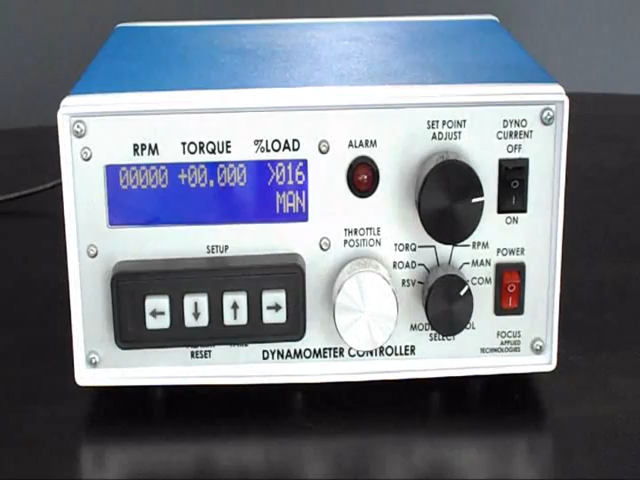 RPM TORQUE %LOAD
00000 +00.000 >016
MAN
ALARM
SET POINT
ADJUST
DYNO
CURRENT
OFF
ON
SETUP
THROTTLE
POSITION
TORQ
RPM
ROAD
MAN
RSV
COM
POWER
RESET
SELECT
DYNAMOMETER CONTROLLER
FOCUS
APPLIED
TECHNOLOGIES